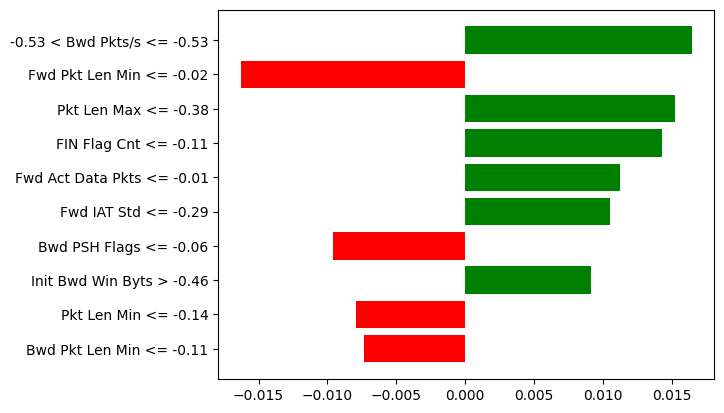 -0.53 < Bwd Pkts/s <= -0.53
Fwd Pkt Len Min <= -0.02
Pkt Len Max <= -0.38
FIN Flag Cnt <= -0.11
Fwd Act Data Pkts <= -0.01
Fwd IAT Std <= -0.29
Bwd PSH Flags <= -0.06
Init Bwd Win Byts > -0.46
Pkt Len Min <= -0.14
Bwd Pkt Len Min <= -0.11
−0.015 −0.010 −0.005 0.000 0.005 0.010 0.015